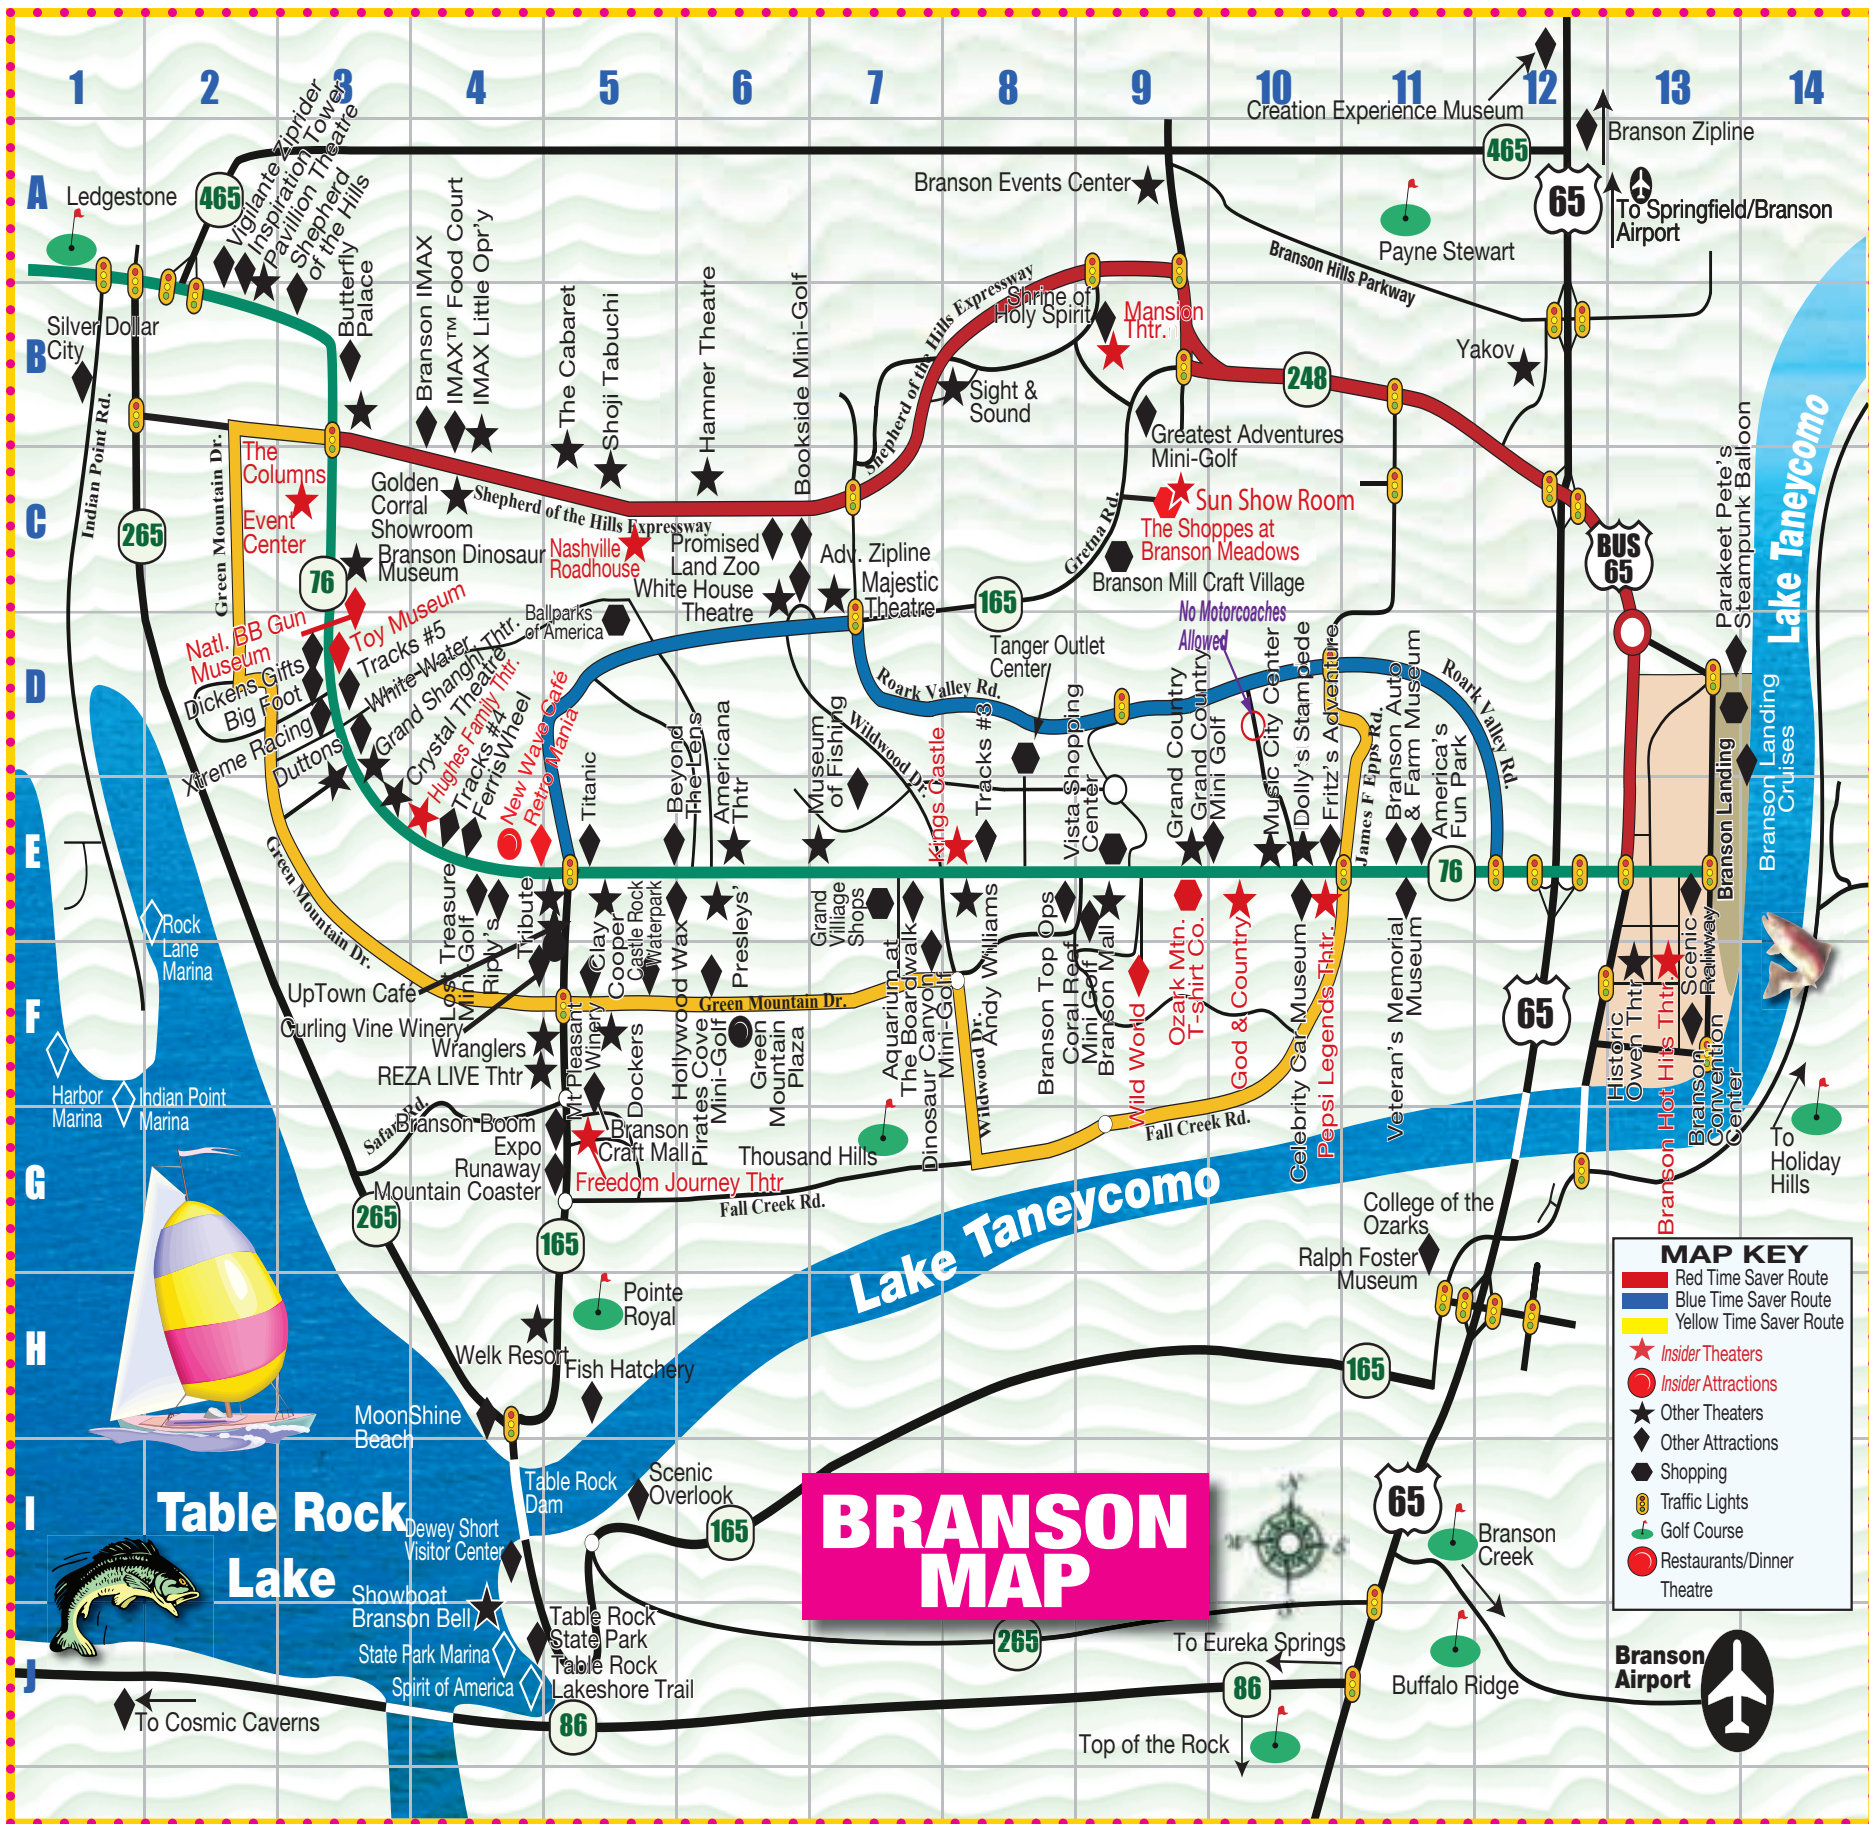 1 2 3 4 5 6 7 8 9 10 11 12 13 14
A
B
C
D
E
F
G
H
I
J
Creation Experience Museum
Branson Zipline
465
465
65
To Springfield/Branson
Airport
Ledgestone
Vigilante Ziprider
Inspiration Tower
Pavillion Theatre
Shepherd
of the Hills
Branson Events Center
Payne Stewart
Branson Hills Parkway
Silver Dollar
City
Butterfly
Palace
Branson IMAX
IMAX™ Food Court
IMAX Little Opr'y
The Cabaret
Shoji Tabuchi
Hamner Theatre
Bookside Mini-Golf
Shepherd of the Hills Expressway
Shrine of
Holy Spirit
Mansion
Thtr.
Sight &
Sound
248
Yakov
Greatest Adventures
Mini-Golf
Indian Point Rd.
265
Green Mountain Dr.
The
Columns
Event
Center
76
Golden
Corral
Showroom
Branson Dinosaur
Museum
Shepherd of the Hills Expressway
Nashville
Roadhouse
Promised
Land Zoo
White House
Theatre
Adv. Zipline
Majestic
Theatre
165
Gretna Rd.
Sun Show Room
The Shoppes at
Branson Meadows
Branson Mill Craft Village
No Motorcoaches
Allowed
BUS
65
Parakeet Pete's
Steampunk Balloon
Lake Taneycomo
Natl. BB Gun
Museum
Toy Museum
Dickens Gifts
Big Foot
Xtreme Racing
Duttons
Tracks #5
White Water
Grand Shanghi Thtr.
Crystal Theatre
Hughes Family Thtr.
Tracks #4
FerrisWheel
New Wave Café
Retro Mania
Ballparks
of America
Tanger Outlet
Center
Roark Valley Rd.
Wildwood Dr.
Titanic
Beyond
The Lens
Americana
Thtr
Museum
of Fishing
Kings Castle
Tracks #3
Vista Shopping
Center
Grand Country
Grand Country
Mini Golf
Music City Center
Dolly's Stampede
Fritz's Adventure
James F Epps Rd.
Branson Auto
& Farm Museum
America's
Fun Park
Roark Valley Rd.
76
Branson Landing
Branson Landing
Cruises
Rock
Lane
Marina
Harbor
Marina
Indian Point
Marina
Green Mountain Dr.
Lost Treasure
Mini Golf
Riply's
Tribute
Clay
Cooper
Castle Rock
Waterpark
Hollywood Wax
Presleys'
Grand
Village
Shops
Aquarium at
The Boardwalk
Dinosaur Canyon
Mini-Golf
Andy Williams
Branson Top Ops
Coral Reef
Mini Golf
Branson Mall
Wild World
Ozark Mtn.
T-shirt Co.
God & Country
Celebrity Car Museum
Pepsi Legends Thtr.
Veteran's Memorial
Museum
65
Historic
Owen Thtr
Branson Hot Hits Thtr.
Scenic
Railway
Branson
Convention
Center
UpTown Café
Curling Vine Winery
Wranglers
REZA LIVE Thtr
Mt Pleasant
Winery
Dockers
Pirates Cove
Mini-Golf
Green
Mountain
Plaza
Green Mountain Dr.
Wildwood Dr.
Safari Rd.
Branson Boom
Expo
Runaway
Mountain Coaster
Branson
Craft Mall
Freedom Journey Thtr
Thousand Hills
Fall Creek Rd.
Fall Creek Rd.
265
165
Lake Taneycomo
To
Holiday
Hills
College of the
Ozarks
Ralph Foster
Museum
Pointe
Royal
Welk Resort
Fish Hatchery
MoonShine
Beach
165
MAP KEY
Red Time Saver Route
Blue Time Saver Route
Yellow Time Saver Route
Insider Theaters
Insider Attractions
Other Theaters
Other Attractions
Shopping
Traffic Lights
Golf Course
Restaurants/Dinner
Theatre
Table Rock
Lake
Table Rock
Dam
Scenic
Overlook
165
BRANSON
MAP
65
Branson
Creek
Dewey Short
Visitor Center
Showboat
Branson Bell
State Park Marina
Spirit of America
Table Rock
State Park
Table Rock
Lakeshore Trail
265
To Eureka Springs
86
Buffalo Ridge
Branson
Airport
To Cosmic Caverns
86
Top of the Rock